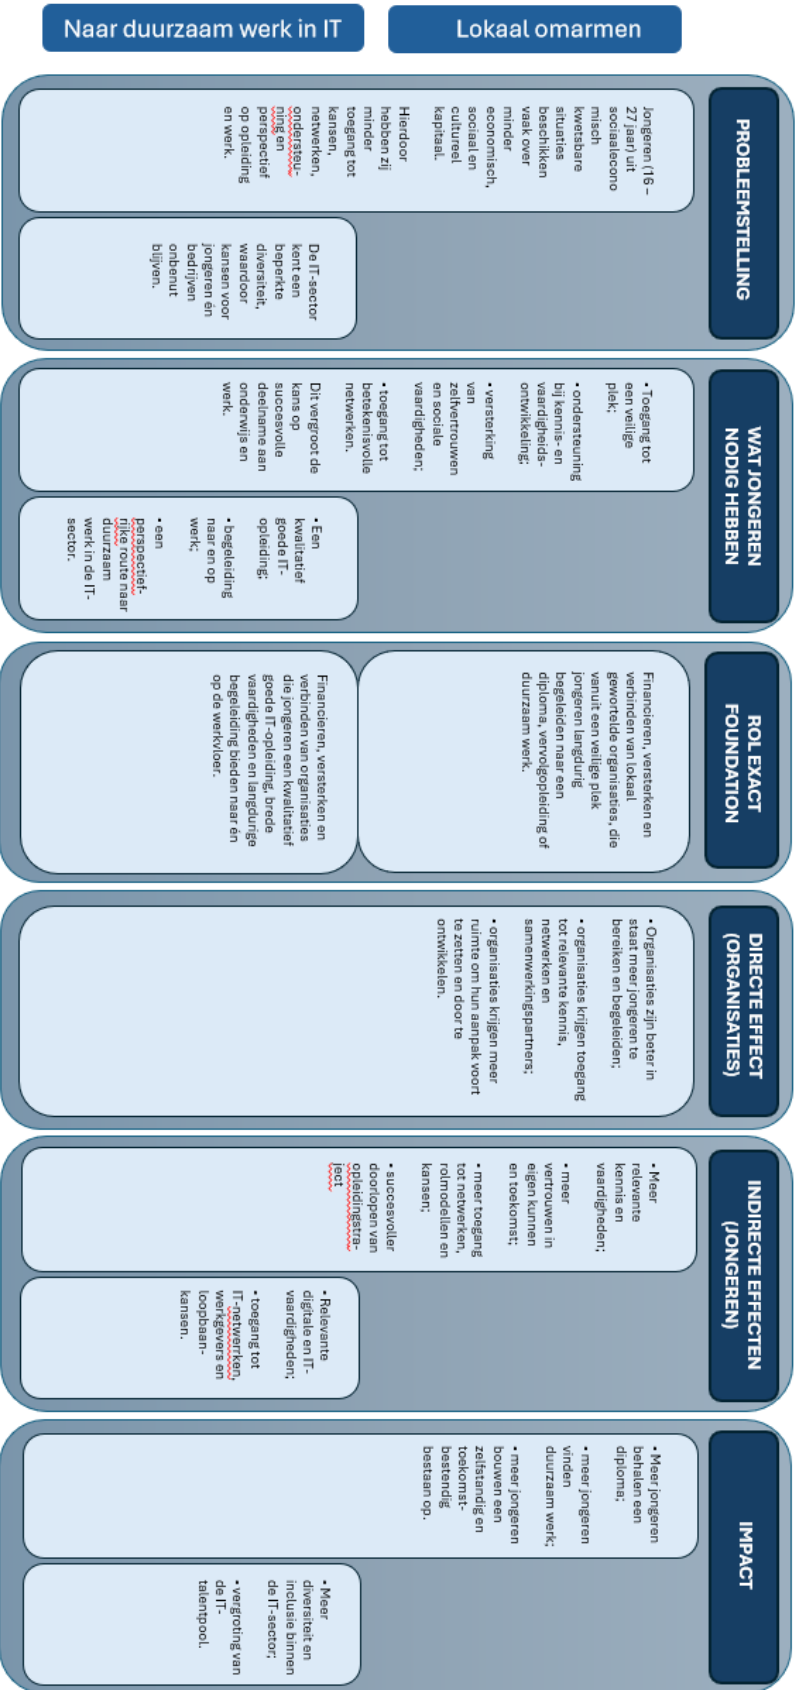 Naar duurzaam werk in IT
Lokaal omarmen
PROBLEEMSTELLING
Jongeren (16 –
27 jaar) uit
sociaaleecono
misch
kwetsbare
situaties
beschikken
vaak over
minder
economisch,
sociaal en
cultureel
kapitaal.
Hierdoor
hebben zij
minder
toegang tot
kansen,
netwerken,
ondersteu-
ning en
perspectief
op opleiding
en werk.
De IT-sector
kent een
beperkte
diversiteit,
waardoor
kansen voor
jongeren én
bedrijven
onbenut
blijven.
WAT JONGEREN
NODIG HEBBEN
• Toegang tot
een veilige
plek;
• ondersteuning
bij kennis- en
vaardigheids-
ontwikkeling;
• versterking
van
zelfvertrouwen
en sociale
vaardigheden;
• toegang tot
betekenisvolle
netwerken.
Dit vergroot de
kans op
succesvolle
deelname aan
onderwijs en
werk.
• Een
kwalitatief
goede IT-
opleiding;
• begeleiding
naar en op
werk;
• een
perspectief-
rijke route naar
duurzaam
werk in de IT-
sector.
ROL EXACT
FOUNDATION
Financieren, versterken en
verbinden van lokaal
gewortelde organisaties, die
vanuit een veilige plek
jongeren langdurig
begeleiden naar een
diploma, vervolgopleiding of
duurzaam werk.
Financieren, versterken en
verbinden van organisaties
die jongeren een kwalitatief
goede IT-opleiding, brede
vaardigheden en langdurige
begeleiding bieden naar én
op de werkvloer.
DIRECTE EFFECT
(ORGANISATIES)
• Organisaties zijn beter in
staat meer jongeren te
bereiken en begeleiden;
• organisaties krijgen toegang
tot relevante kennis,
netwerken en
samenwerkingspartners;
• organisaties krijgen meer
ruimte om hun aanpak voort
te zetten en door te
ontwikkelen.
INDIRECTE EFFECTEN
(JONGEREN)
• Meer
relevante
kennis en
vaardigheden;
• meer
vertrouwen in
eigen kunnen
en toekomst;
• meer toegang
tot netwerken,
rolmodellen en
kansen;
• succesvoller
doorlopen van
opleidingstra-
ject
• Relevante
digitale en IT-
vaardigheden;
• toegang tot
IT-netwerrken,
werkgevers en
loopbaan-
kansen.
IMPACT
• Meer jongeren
behalen een
diploma;
• meer jongeren
vinden
duurzaam werk;
• meer jongeren
bouwen een
zelfstandig en
toekomst-
bestendig
bestaan op.
• Meer
diversiteit en
inclusie binnen
de IT-sector;
• vergroting van
de IT-
talentpool.